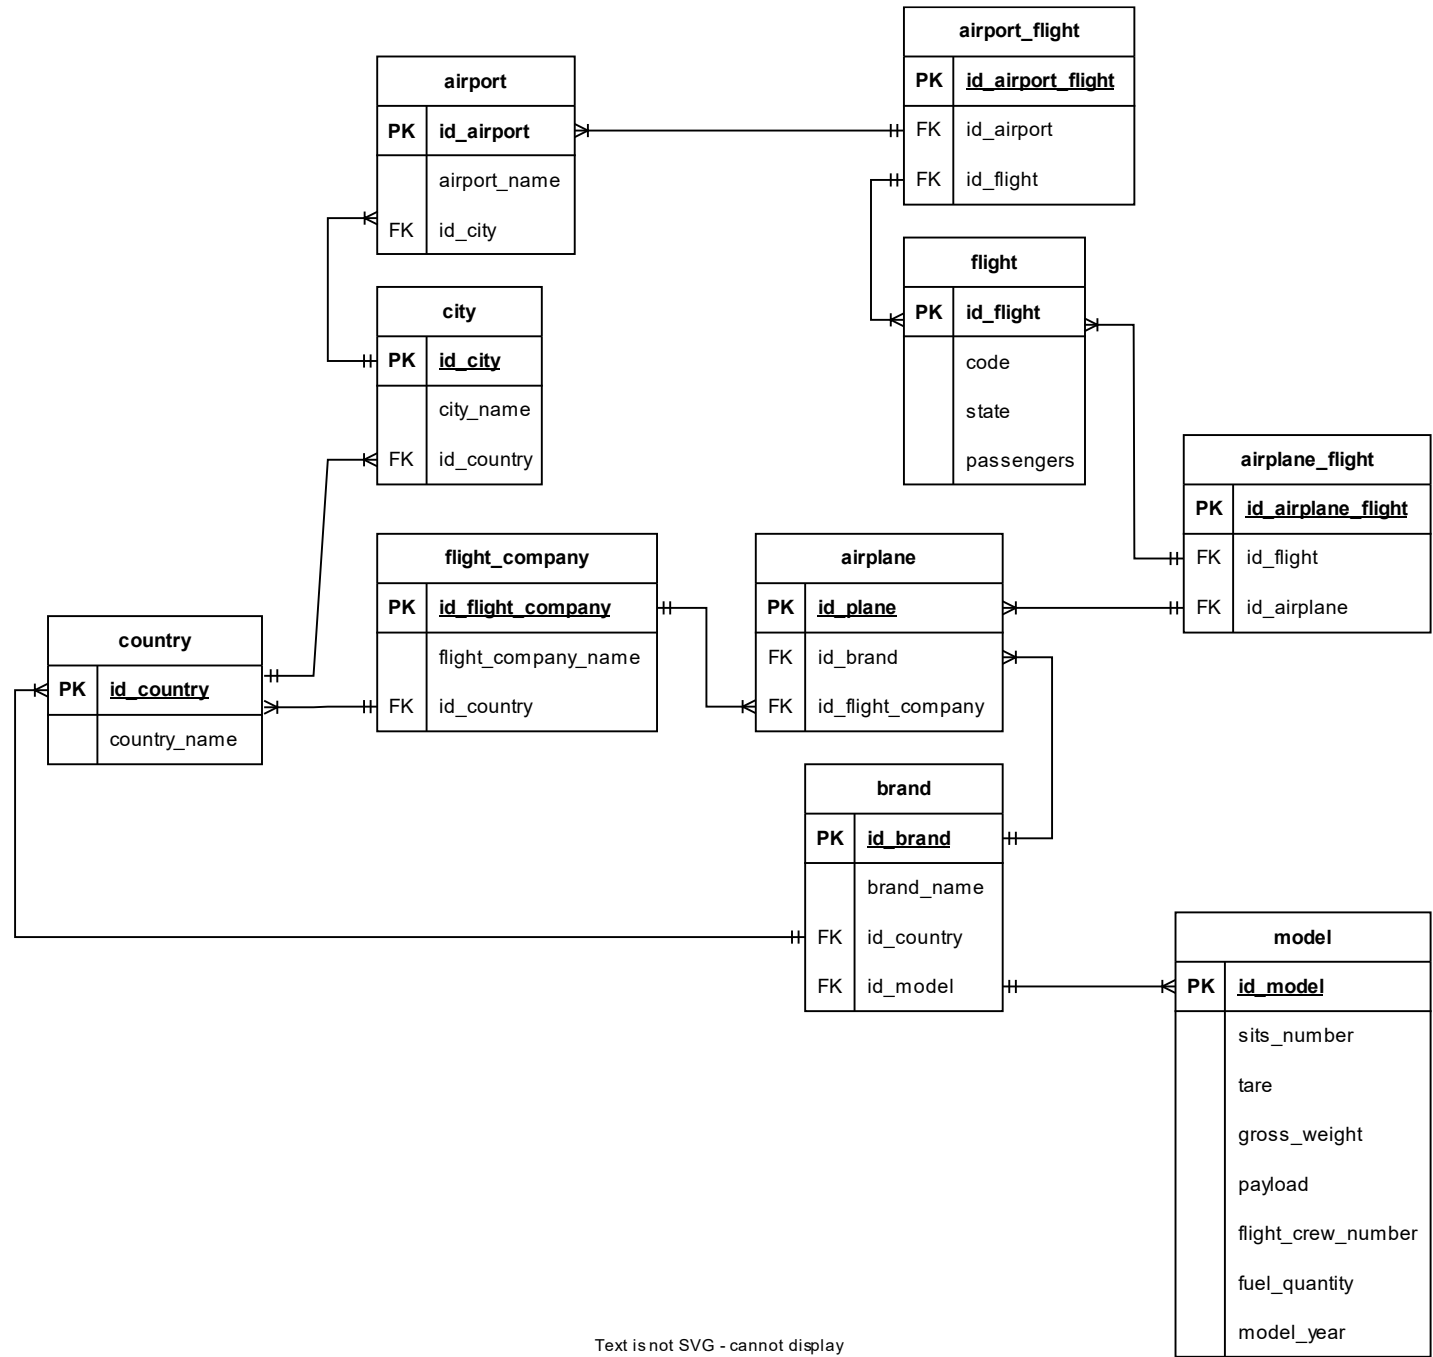 airport_flight
PK id_airport_flight
FK id_airport
FK id_flight
airport
PK id_airport
airport_name
FK id_city
flight
PK id_flight
code
state
passengers
city
PK id_city
city_name
FK id_country
airplane_flight
PK id_airplane_flight
FK id_flight
FK id_airplane
flight_company
PK id_flight_company
flight_company_name
FK id_country
airplane
PK id_plane
FK id_brand
FK id_flight_company
country
PK id_country
country_name
brand
PK id_brand
brand_name
FK id_country
FK id_model
model
PK id_model
sits_number
tare
gross_weight
payload
flight_crew_number
fuel_quantity
model_year
Text is not SVG - cannot display